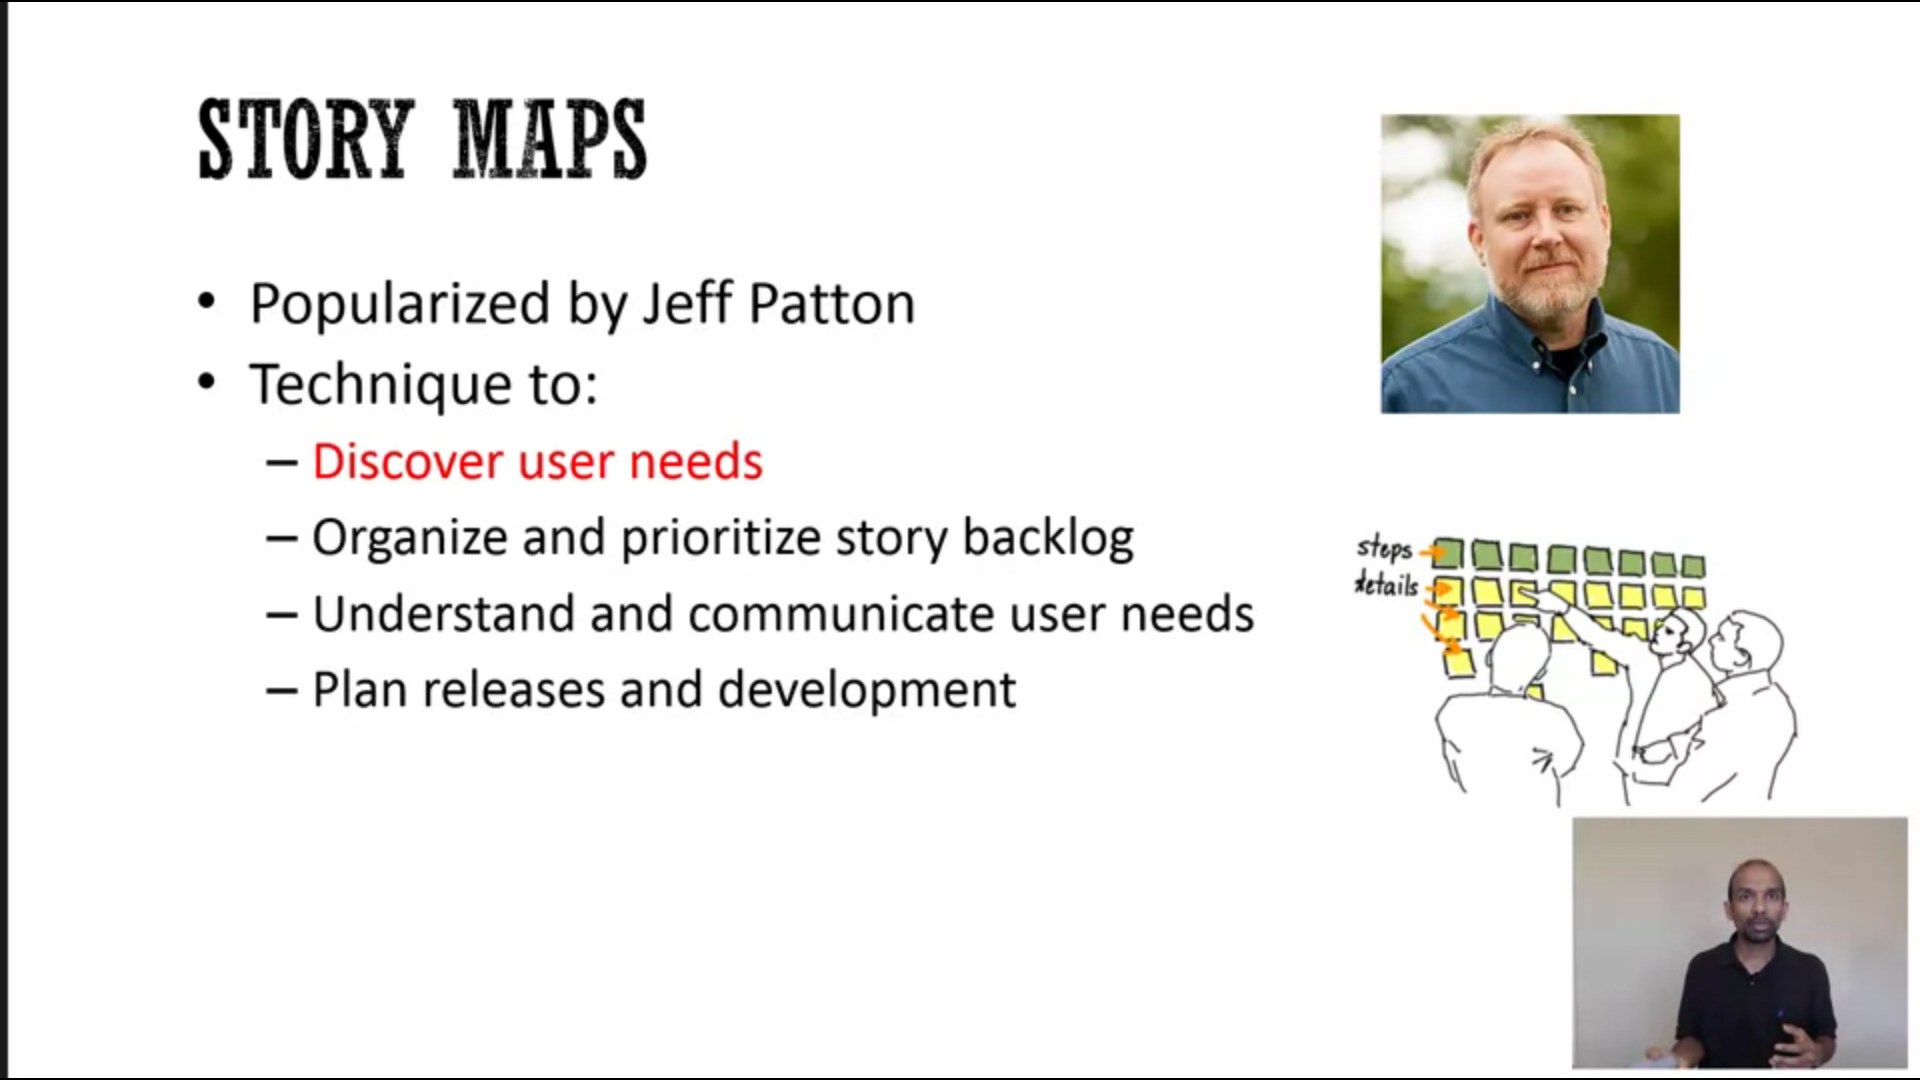 STORY MAPS
• Popularized by Jeff Patton
• Technique to:
– Discover user needs
– Organize and prioritize story backlog
– Understand and communicate user needs
– Plan releases and development
steps
details